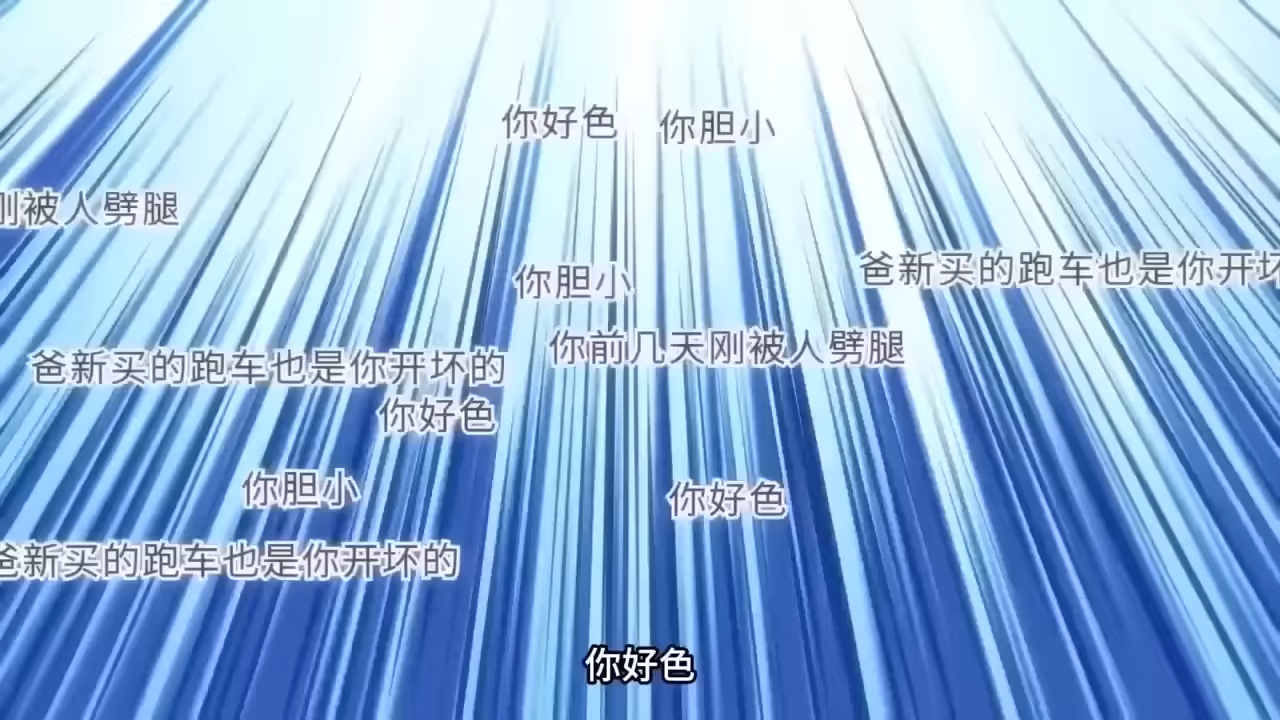 你好色
你胆小
刚被人劈腿
爸新买的跑车也是你开坏
你胆小
你前几天刚被人劈腿
爸新买的跑车也是你开坏的
你好色
你胆小
你好色
爸新买的跑车也是你开坏的
你好色